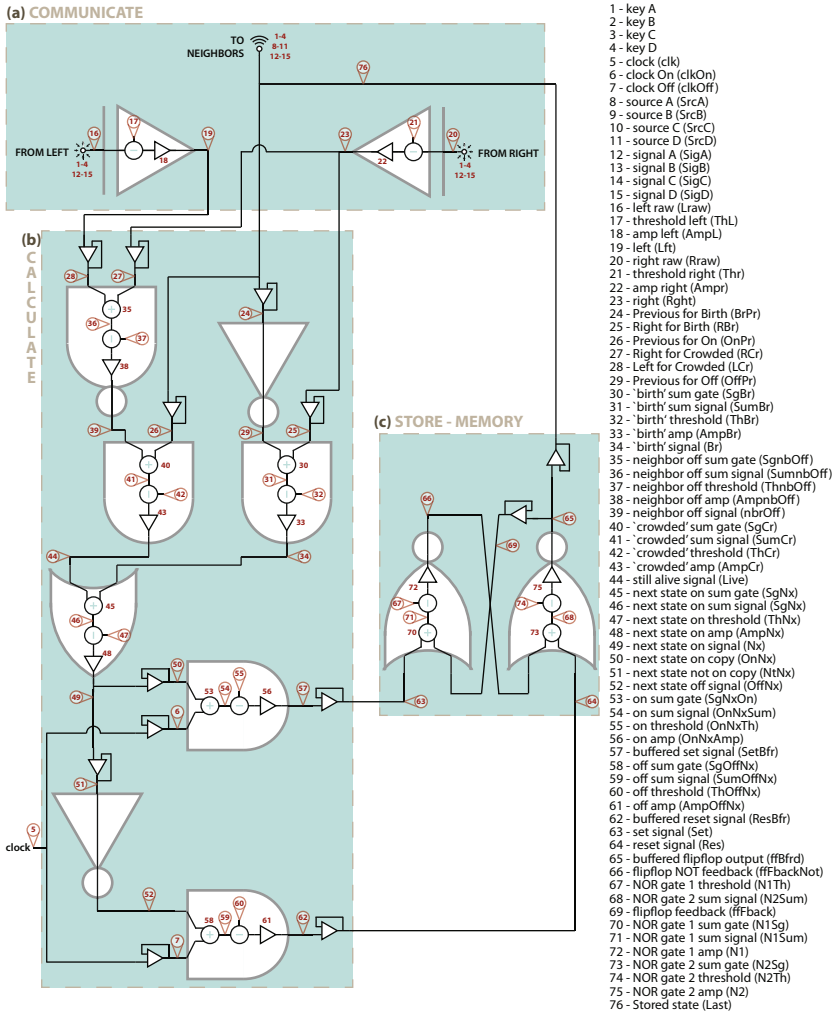 (a) COMMUNICATE
TO
NEIGHBORS
1-4
8-11
12-15
76
16
17
18
19
FROM LEFT
1-4
12-15
23
22
21
20
FROM RIGHT
1-4
12-15
(b)
CALCULATE
28
27
35
36
37
38
39
24
26
29
25
40
41
42
43
30
31
32
33
44
34
45
46
47
48
49
50
6
53
54
55
56
57
51
5
clock
52
7
58
59
60
61
62
(c) STORE - MEMORY
66
65
69
72
67
71
70
75
74
68
73
63
64
1 - key A
2 - key B
3 - key C
4 - key D
5 - clock (clk)
6 - clock On (clkOn)
7 - clock Off (clkOff)
8 - source A (SrcA)
9 - source B (SrcB)
10 - source C (SrcC)
11 - source D (SrcD)
12 - signal A (SigA)
13 - signal B (SigB)
14 - signal C (SigC)
15 - signal D (SigD)
16 - left raw (Lraw)
17 - threshold left (ThL)
18 - amp left (AmpL)
19 - left (Lft)
20 - right raw (Rraw)
21 - threshold right (Thr)
22 - amp right (Ampr)
23 - right (Rght)
24 - Previous for Birth (BrPr)
25 - Right for Birth (RBr)
26 - Previous for On (OnPr)
27 - Right for Crowded (RCr)
28 - Left for Crowded (LCr)
29 - Previous for Off (OffPr)
30 - `birth' sum gate (SgBr)
31 - `birth' sum signal (SumBr)
32 - `birth' threshold (ThBr)
33 - `birth' amp (AmpBr)
34 - `birth' signal (Br)
35 - neighbor off sum gate (SgnbOff)
36 - neighbor off sum signal (SumnbOff)
37 - neighbor off threshold (ThnbOff)
38 - neighbor off amp (AmpnbOff)
39 - neighbor off signal (nbrOff)
40 - `crowded' sum gate (SgCr)
41 - `crowded' sum signal (SumCr)
42 - `crowded' threshold (ThCr)
43 - `crowded' amp (AmpCr)
44 - still alive signal (Live)
45 - next state on sum gate (SgNx)
46 - next state on sum signal (SgNx)
47 - next state on threshold (ThNx)
48 - next state on amp (AmpNx)
49 - next state on signal (Nx)
50 - next state on copy (OnNx)
51 - next state not on copy (NtNx)
52 - next state off signal (OffNx)
53 - on sum gate (SgNxOn)
54 - on sum signal (OnNxSum)
55 - on threshold (OnNxTh)
56 - on amp (OnNxAmp)
57 - buffered set signal (SetBfr)
58 - off sum gate (SgOffNx)
59 - off sum signal (SumOffNx)
60 - off threshold (ThOffNx)
61 - off amp (AmpOffNx)
62 - buffered reset signal (ResBfr)
63 - set signal (Set)
64 - reset signal (Res)
65 - buffered flipflop output (ffBfrd)
66 - flipflop NOT feedback (ffFbackNot)
67 - NOR gate 1 threshold (N1Th)
68 - NOR gate 2 sum signal (N2Sum)
69 - flipflop feedback (ffFback)
70 - NOR gate 1 sum gate (N1Sg)
71 - NOR gate 1 sum signal (N1Sum)
72 - NOR gate 1 amp (N1)
73 - NOR gate 2 sum gate (N2Sg)
74 - NOR gate 2 threshold (N2Th)
75 - NOR gate 2 amp (N2)
76 - Stored state (Last)